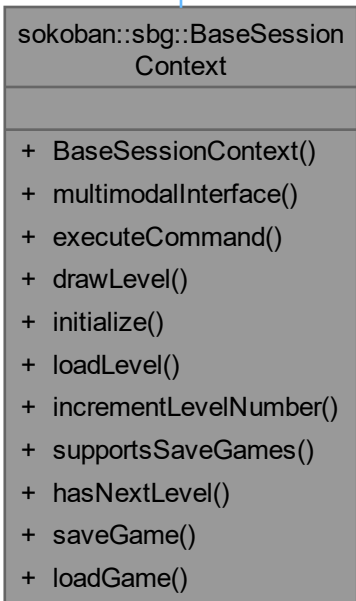 sokoban::sbg::BaseSession
Context
+ BaseSessionContext()
+ multimodalInterface()
+ executeCommand()
+ drawLevel()
+ initialize()
+ loadLevel()
+ incrementLevelNumber()
+ supportsSaveGames()
+ hasNextLevel()
+ saveGame()
+ loadGame()